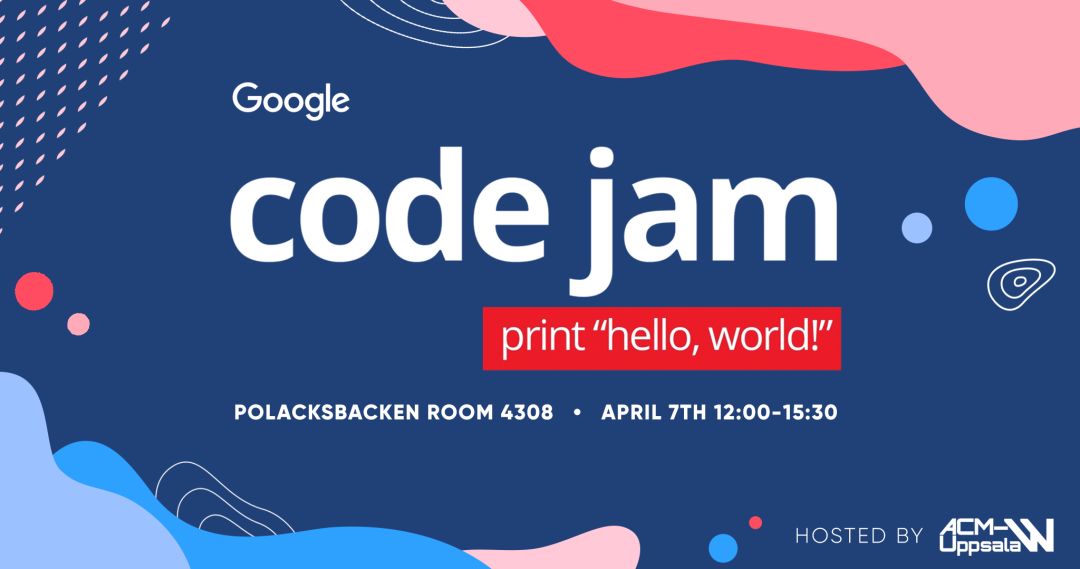 Google
code jam
print “hello, world!”
POLACKSBACKEN ROOM 4308 • APRIL 7TH 12:00-15:30
HOSTED BY ACM-W
Uppsala